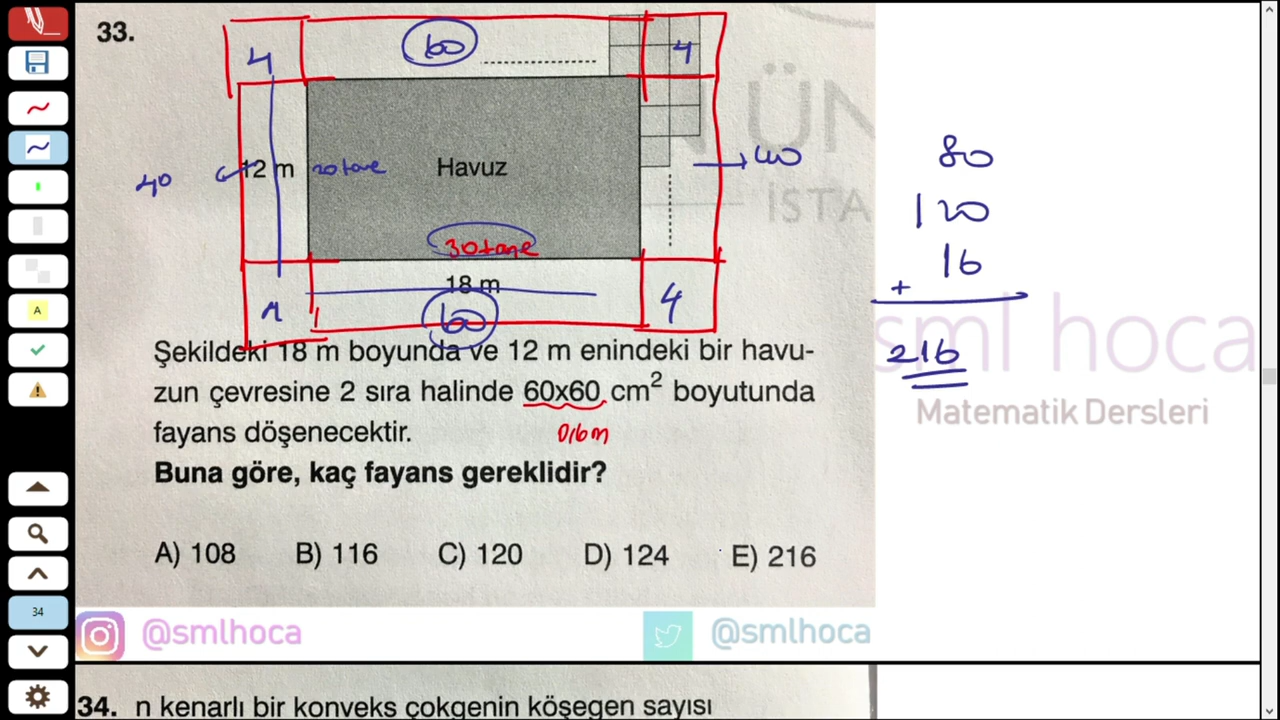 33.
4
60
4
12 m
20 tane
Havuz
40
40
30 tane
18 m
60
4
80
120
16
+
216
Şekildeki 18 m boyunda ve 12 m enindeki bir havu-
zun çevresine 2 sıra halinde 60x60 cm² boyutunda
fayans döşenecektir.
0,6m
Buna göre, kaç fayans gereklidir?
A) 108 B) 116 C) 120 D) 124 E) 216
sml hoca
Matematik Dersleri
@smlhoca @smlhoca
34. n kenarlı bir konveks çokgenin köşegen sayısı
A
34
ÜN
İSTA